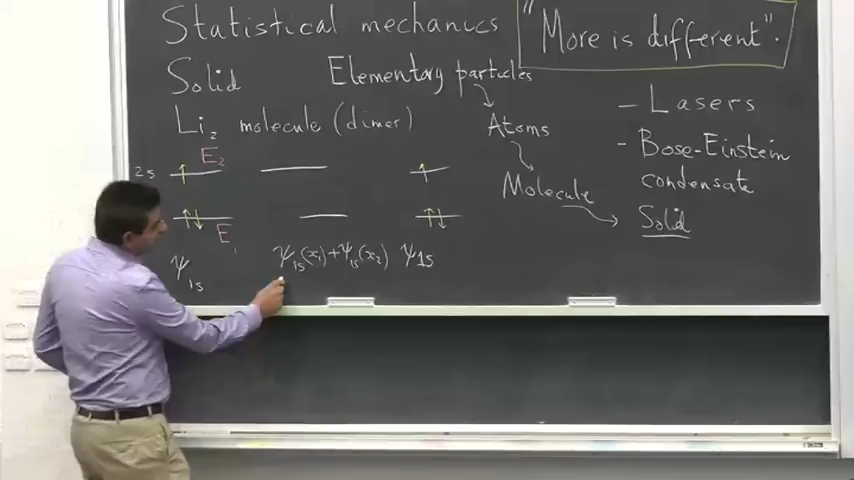 Statistical mechanics
"More is different".
Solid
Elementary particles
Li₂ molecule (dimer)
Atoms
Molecule
Solid
- Lasers
- Bose-Einstein
condensate
2s
E₂
E₁
ψ₁ₛ
ψ₁ₛ(x₁)+ψ₁ₛ(x₂)
ψ1s